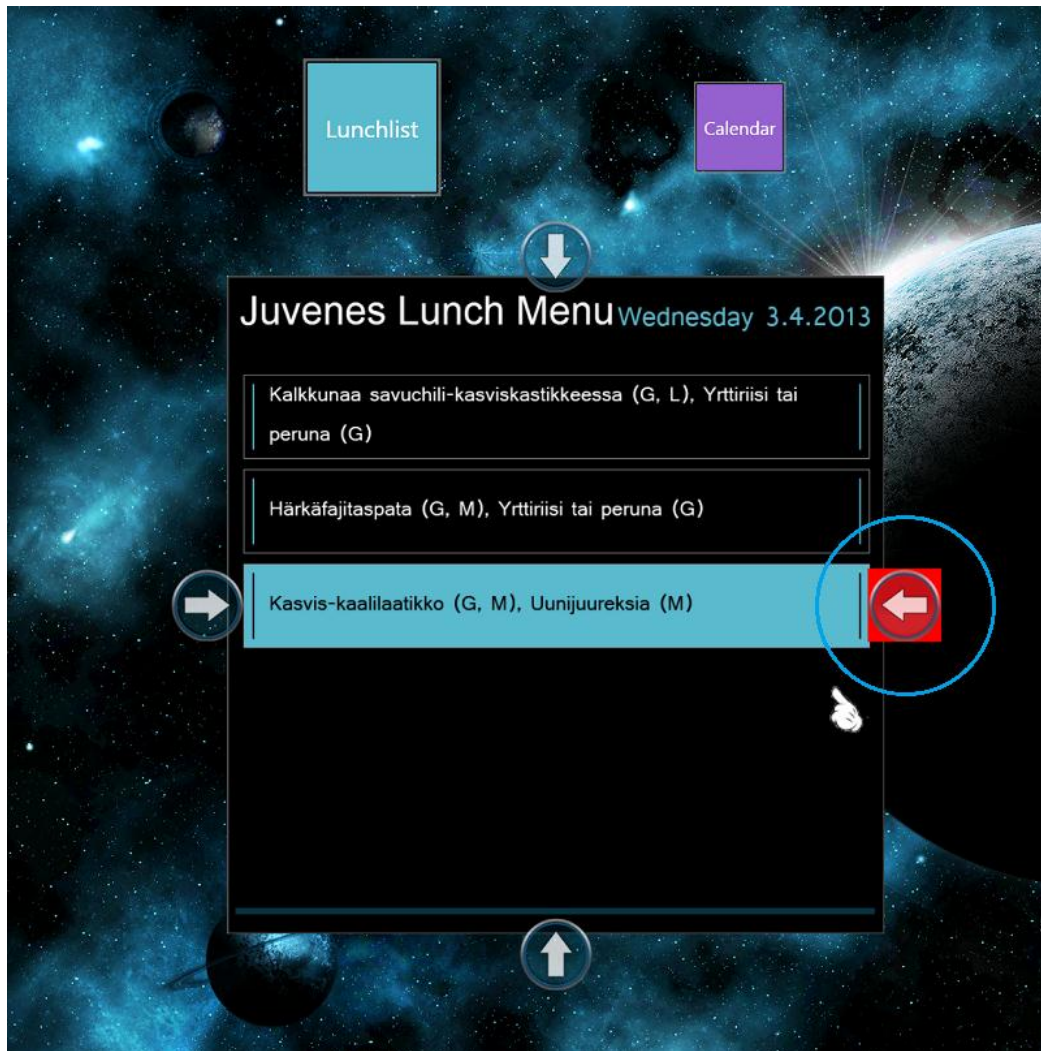 Lunchlist
Calendar
Juvenes Lunch Menu Wednesday 3.4.2013
Kalkkunaa savuchili-kasviskastikkeessa (G, L), Yrttiriisi tai
peruna (G)
Härkäfajitaspata (G, M), Yrttiriisi tai peruna (G)
Kasvis-kaalilaatikko (G, M), Uunijuureksia (M)